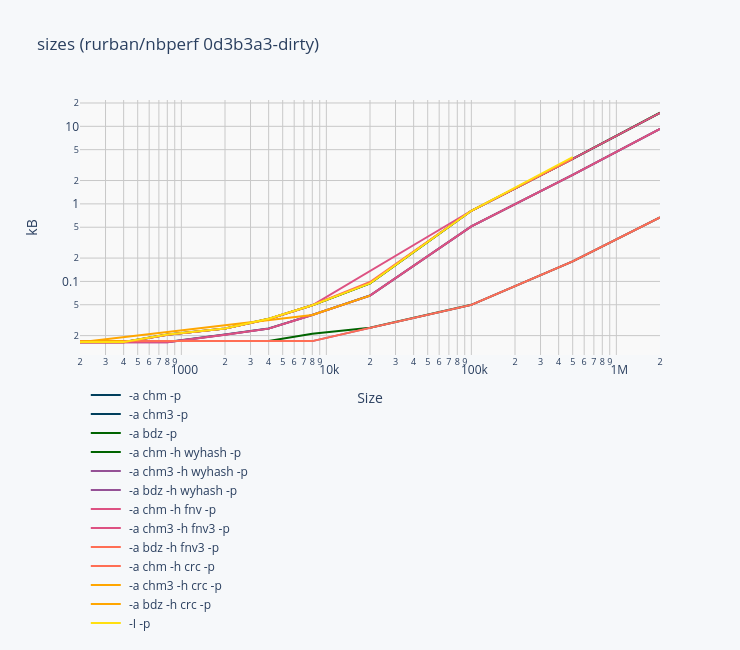 sizes (rurban/nbperf 0d3b3a3-dirty)
kB
2
10
5
2
1
5
2
0.1
5
2
2 3 4 5 6 7 8 9 1000 2 3 4 5 6 7 8 9 10k 2 3 4 5 6 7 8 9 100k 2 3 4 5 6 7 8 9 1M 2
Size
-a chm -p
-a chm3 -p
-a bdz -p
-a chm -h wyhash -p
-a chm3 -h wyhash -p
-a bdz -h wyhash -p
-a chm -h fnv -p
-a chm3 -h fnv3 -p
-a bdz -h fnv3 -p
-a chm -h crc -p
-a chm3 -h crc -p
-a bdz -h crc -p
-I -p